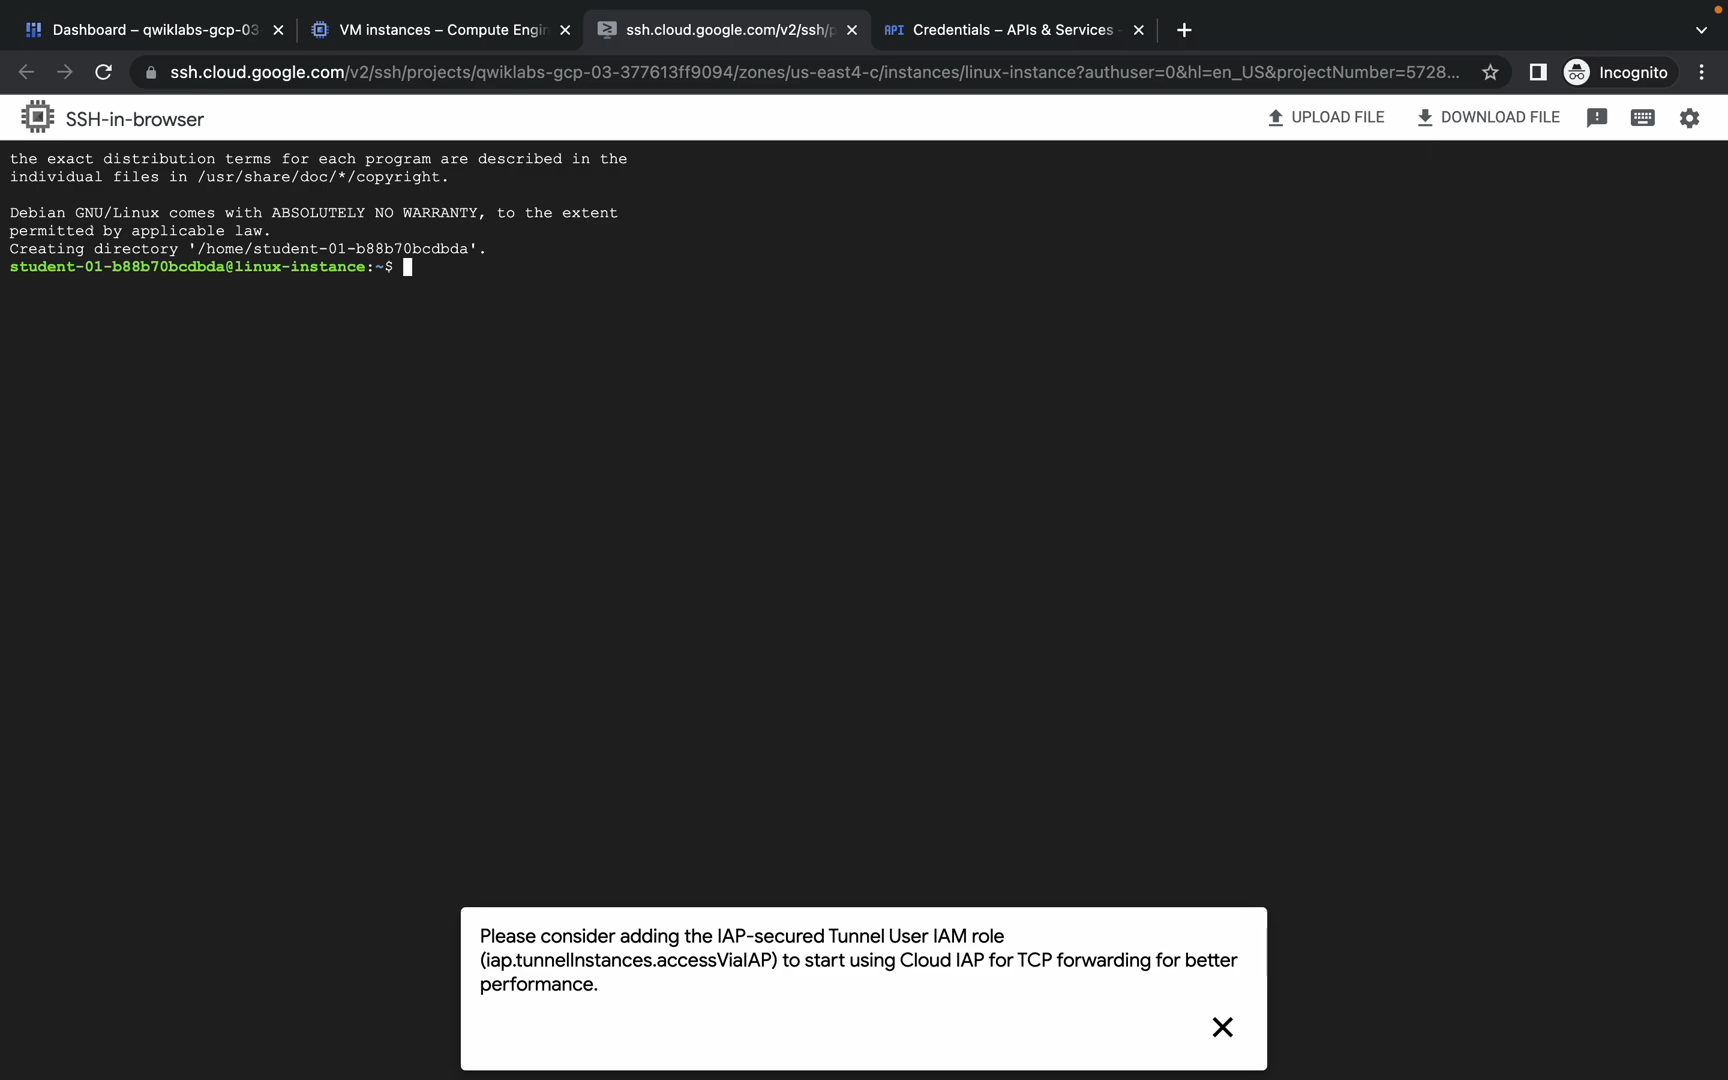 Dashboard – qwiklabs-gcp-03
VM instances – Compute Engin
ssh.cloud.google.com/v2/ssh/p
API Credentials – APIs & Services -
ssh.cloud.google.com/v2/ssh/projects/qwiklabs-gcp-03-377613ff9094/zones/us-east4-c/instances/linux-instance?authuser=0&hl=en_US&projectNumber=5728...
Incognito
SSH-in-browser
UPLOAD FILE
DOWNLOAD FILE
the exact distribution terms for each program are described in the
individual files in /usr/share/doc/*/copyright.
Debian GNU/Linux comes with ABSOLUTELY NO WARRANTY, to the extent
permitted by applicable law.
Creating directory '/home/student-01-b88b70bcdbda'.
student-01-b88b70bcdbda@linux-instance:~$
Please consider adding the IAP-secured Tunnel User IAM role
(iap.tunnelInstances.accessViaIAP) to start using Cloud IAP for TCP forwarding for better
performance.